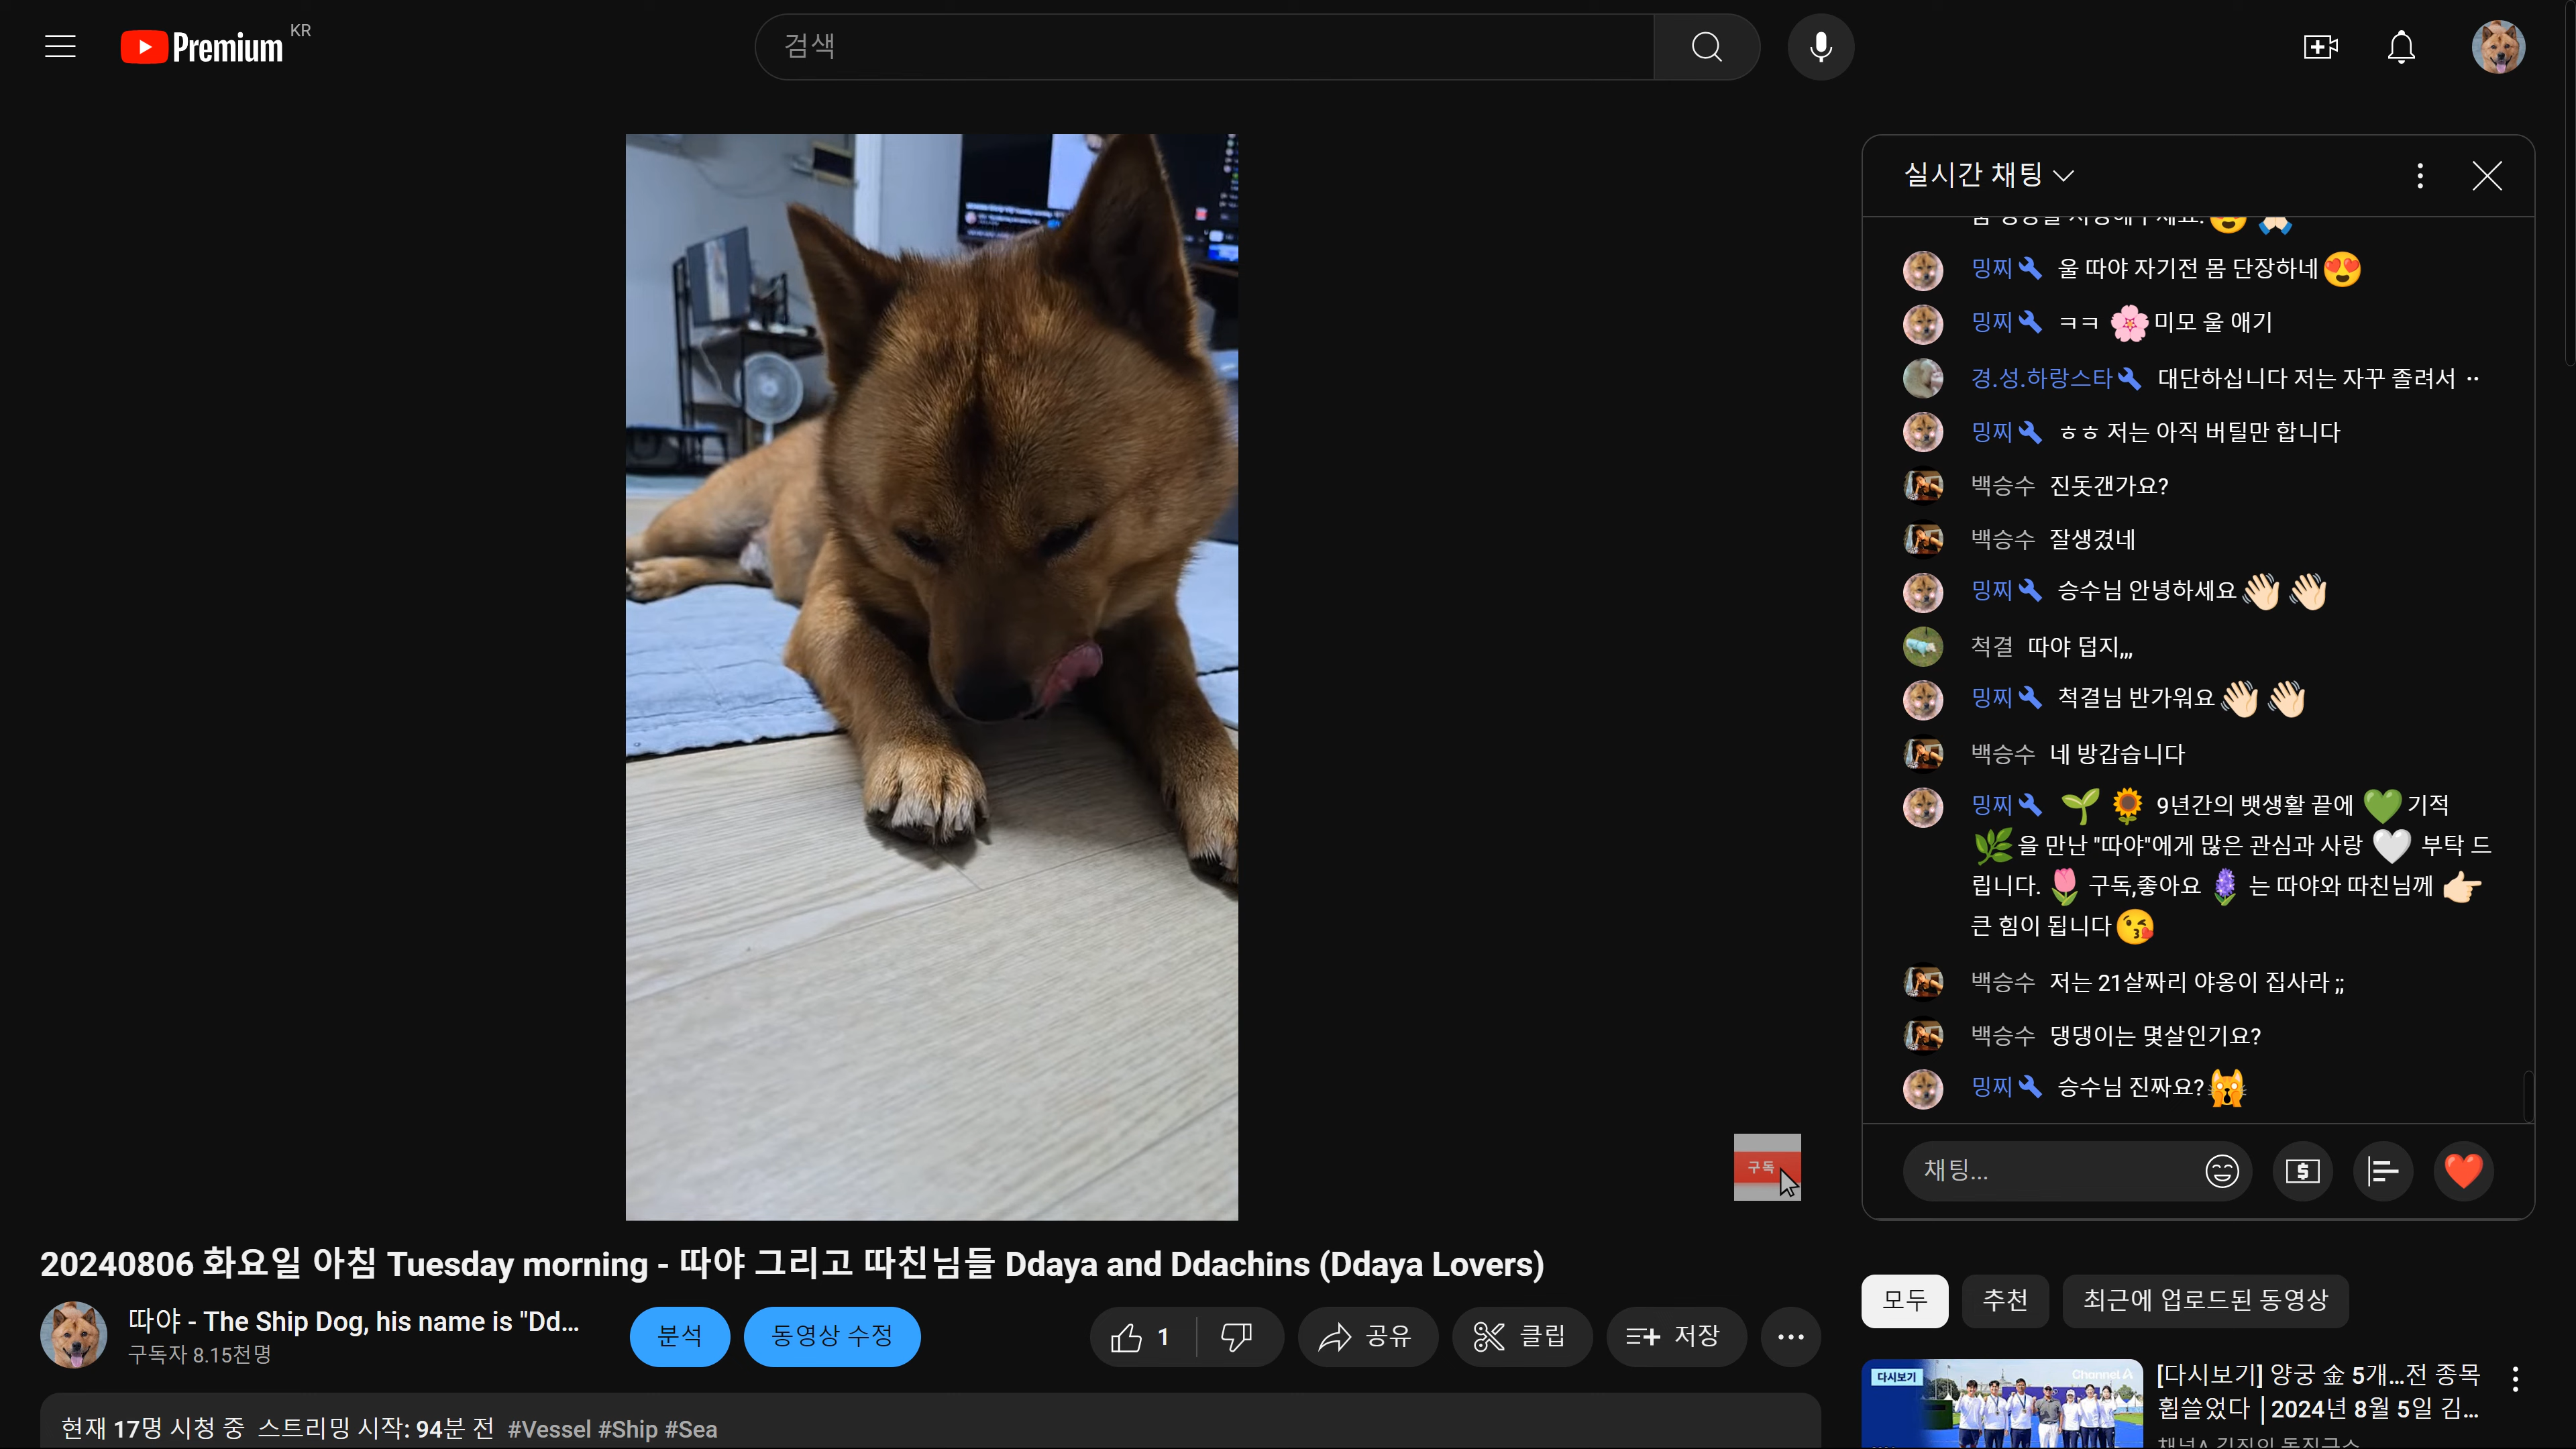 Premium KR
검색
실시간 채팅
밍찌 울 따야 자기전 몸 단장하네😍
밍찌 ㅋㅋ 🌸미모 울 애기
경.성.하랑스타 대단하십니다 저는 자꾸 졸려서 ··
밍찌 ㅎㅎ 저는 아직 버틸만 합니다
백승수 진돗갠가요?
백승수 잘생겼네
밍찌 승수님 안녕하세요👋🏻👋🏻
척결 따야 덥지,,,
밍찌 척결님 반가워요👋🏻👋🏻
백승수 네 방갑습니다
밍찌 🌱🌻 9년간의 뱃생활 끝에 💚기적
🌿을 만난 "따야"에게 많은 관심과 사랑 🤍 부탁 드
립니다. 🌷 구독,좋아요 🪻 는 따야와 따친님께 👉🏻
큰 힘이 됩니다😘
백승수 저는 21살짜리 야옹이 집사라 ;;
백승수 댕댕이는 몇살인기요?
밍찌 승수님 진짜요?🙀
채팅...
구독
20240806 화요일 아침 Tuesday morning - 따야 그리고 따친님들 Ddaya and Ddachins (Ddaya Lovers)
따야 - The Ship Dog, his name is "Dd...
구독자 8.15천명
분석
동영상 수정
1
공유
클립
저장
현재 17명 시청 중 스트리밍 시작: 94분 전 #Vessel #Ship #Sea
모두
추천
최근에 업로드된 동영상
다시보기
Channel A
[다시보기] 양궁 金 5개...전 종목
휩쓸었다 | 2024년 8월 5일 김...